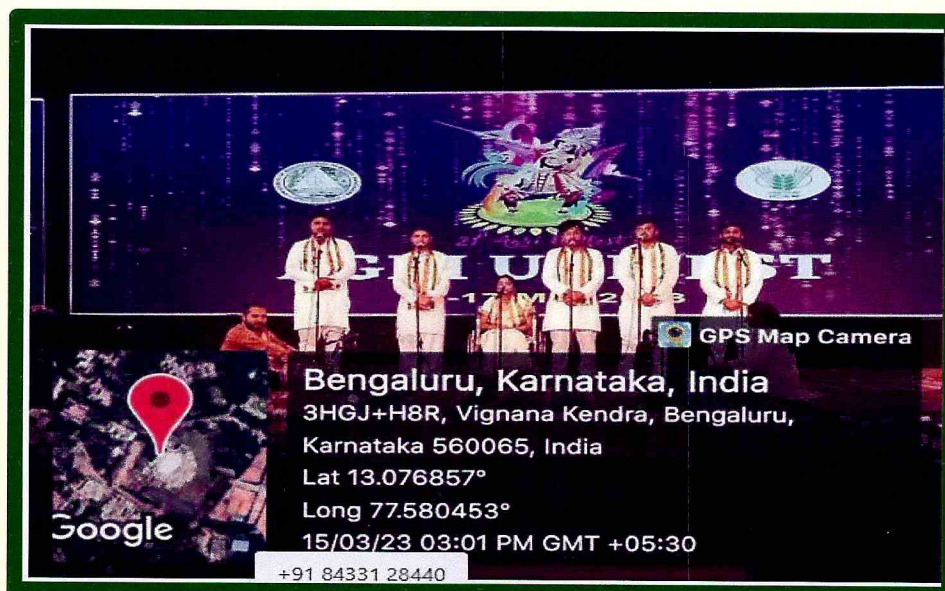 GPS Map Camera
Bengaluru, Karnataka, India
3HGJ+H8R, Vignana Kendra, Bengaluru,
Karnataka 560065, India
Lat 13.076857°
Long 77.580453°
15/03/23 03:01 PM GMT +05:30
Google
+91 84331 28440